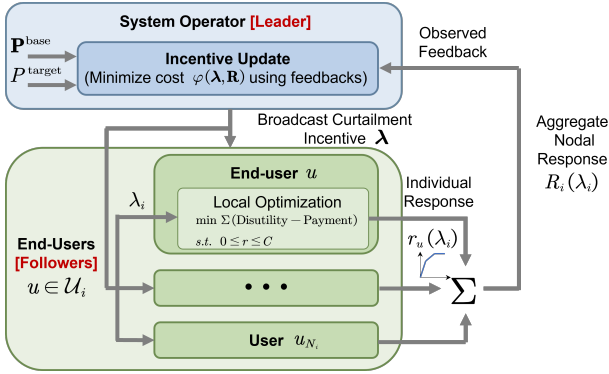 System Operator [Leader]
𝐏^base
P^target
Incentive Update
(Minimize cost φ(𝛌,𝐑) using feedbacks)
Observed
Feedback
Broadcast Curtailment
Incentive 𝝀
Aggregate
Nodal
Response
R_i(λ_i)
End-user u
λ_i
Local Optimization
min Σ(Disutility − Payment)
s.t. 0 ≤ r ≤ C
Individual
Response
r_u(λ_i)
End-Users
[Followers]
u ∈ 𝒰_i
• • •
Σ
User u_{N_i}